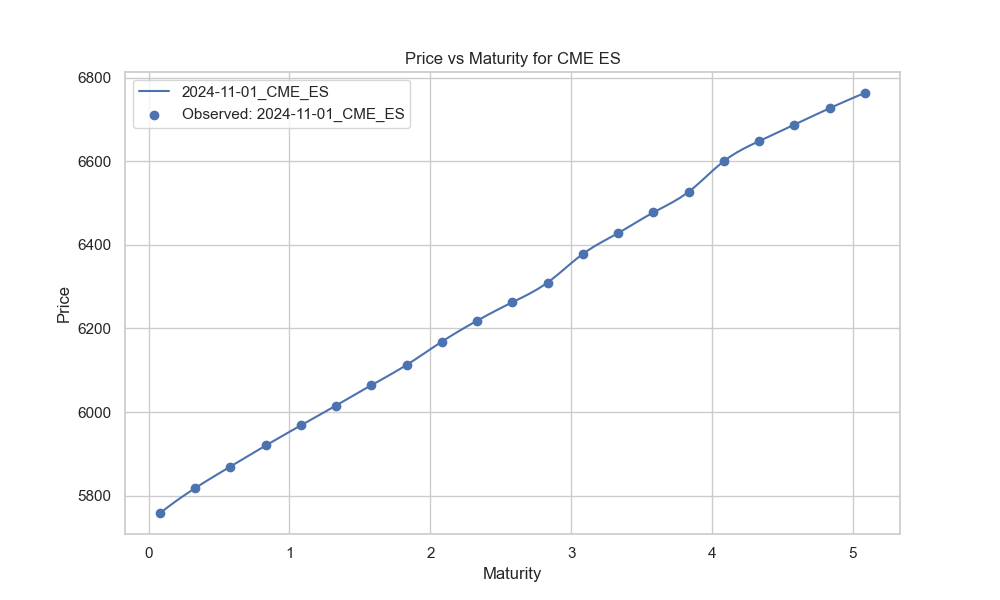 Price vs Maturity for CME ES
2024-11-01_CME_ES
Observed: 2024-11-01_CME_ES
Price
6800
6600
6400
6200
6000
5800
0 1 2 3 4 5
Maturity